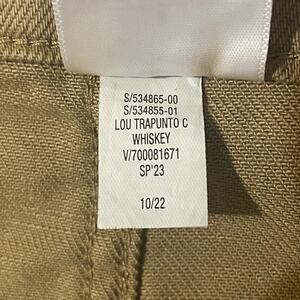 S/534865-00
S/534855-01
LOU TRAPUNTO C
WHISKEY
V/700081671
SP'23
10/22